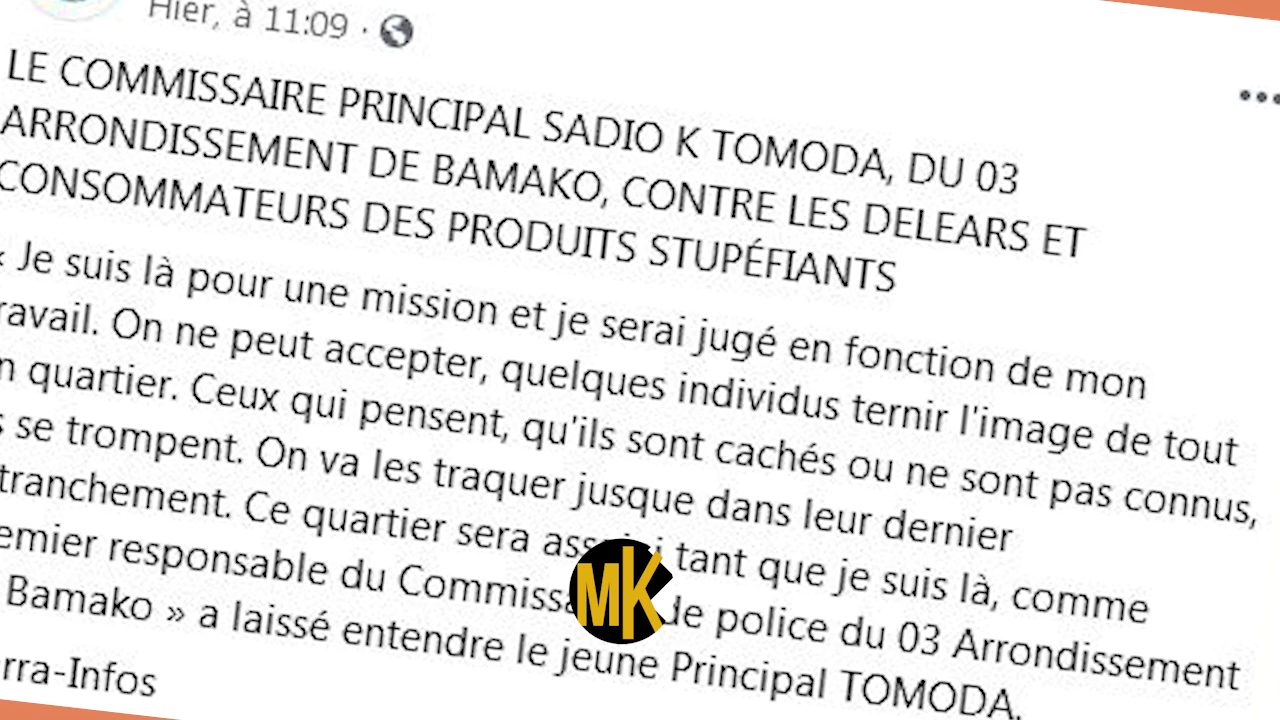 Hier, à 11:09 ·
LE COMMISSAIRE PRINCIPAL SADIO K TOMODA, DU 03
ARRONDISSEMENT DE BAMAKO, CONTRE LES DELEARS ET
CONSOMMATEURS DES PRODUITS STUPÉFIANTS
« Je suis là pour une mission et je serai jugé en fonction de mon
ravail. On ne peut accepter, quelques individus ternir l'image de tout
n quartier. Ceux qui pensent, qu'ils sont cachés ou ne sont pas connus,
s se trompent. On va les traquer jusque dans leur dernier
tranchement. Ce quartier sera tant que je suis là, comme
emier responsable du Commissa de police du 03 Arrondissement
Bamako » a laissé entendre le jeune Principal TOMODA.
rra-Infos
MK